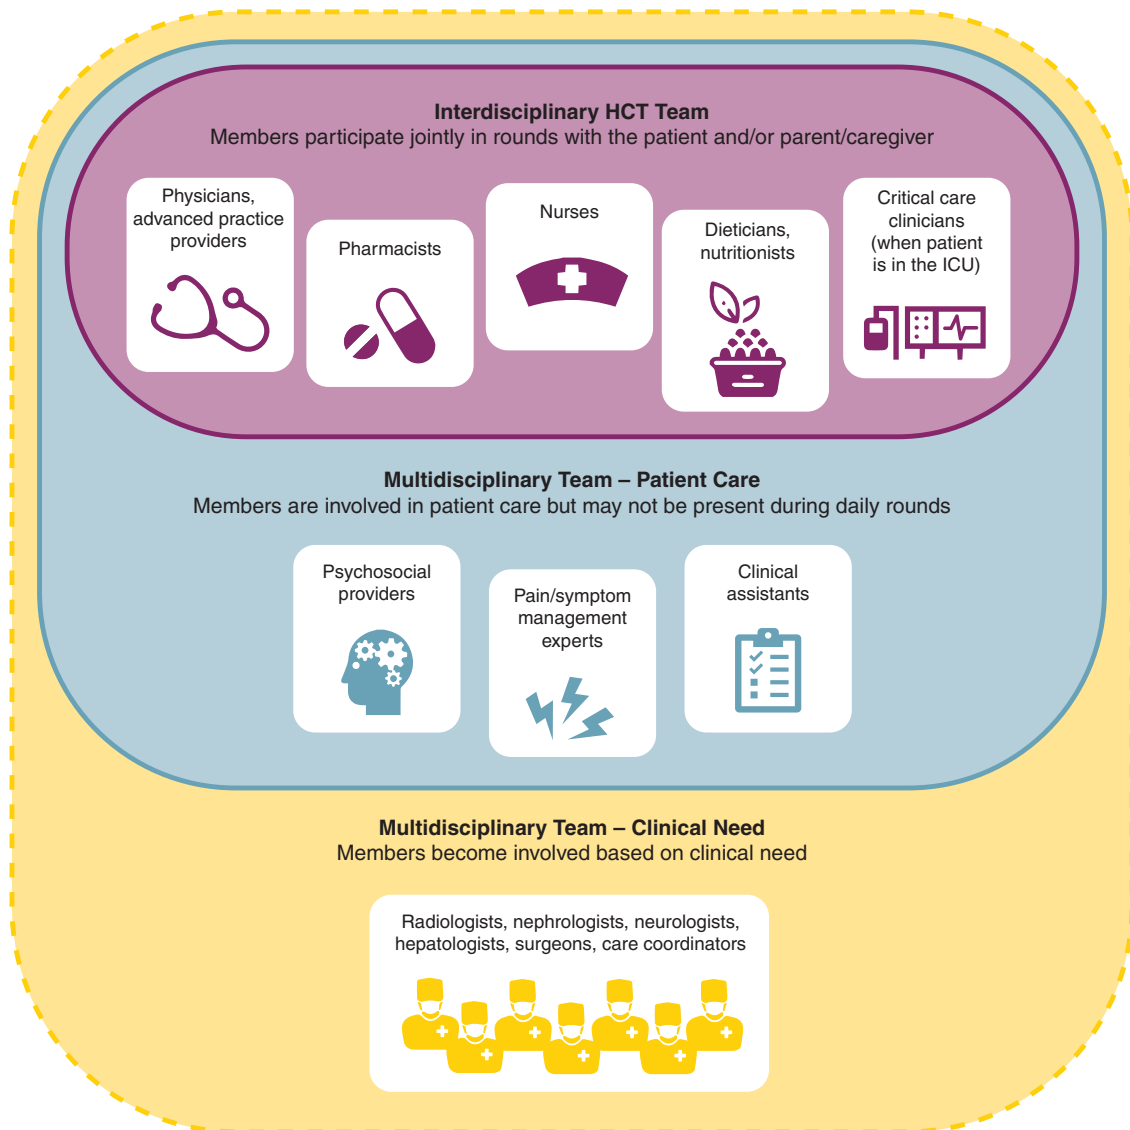 Interdisciplinary HCT Team
Members participate jointly in rounds with the patient and/or parent/caregiver
Physicians,
advanced practice
providers
Pharmacists
Nurses
Dieticians,
nutritionists
Critical care
clinicians
(when patient
is in the ICU)
Multidisciplinary Team – Patient Care
Members are involved in patient care but may not be present during daily rounds
Psychosocial
providers
Pain/symptom
management
experts
Clinical
assistants
Multidisciplinary Team – Clinical Need
Members become involved based on clinical need
Radiologists, nephrologists, neurologists,
hepatologists, surgeons, care coordinators